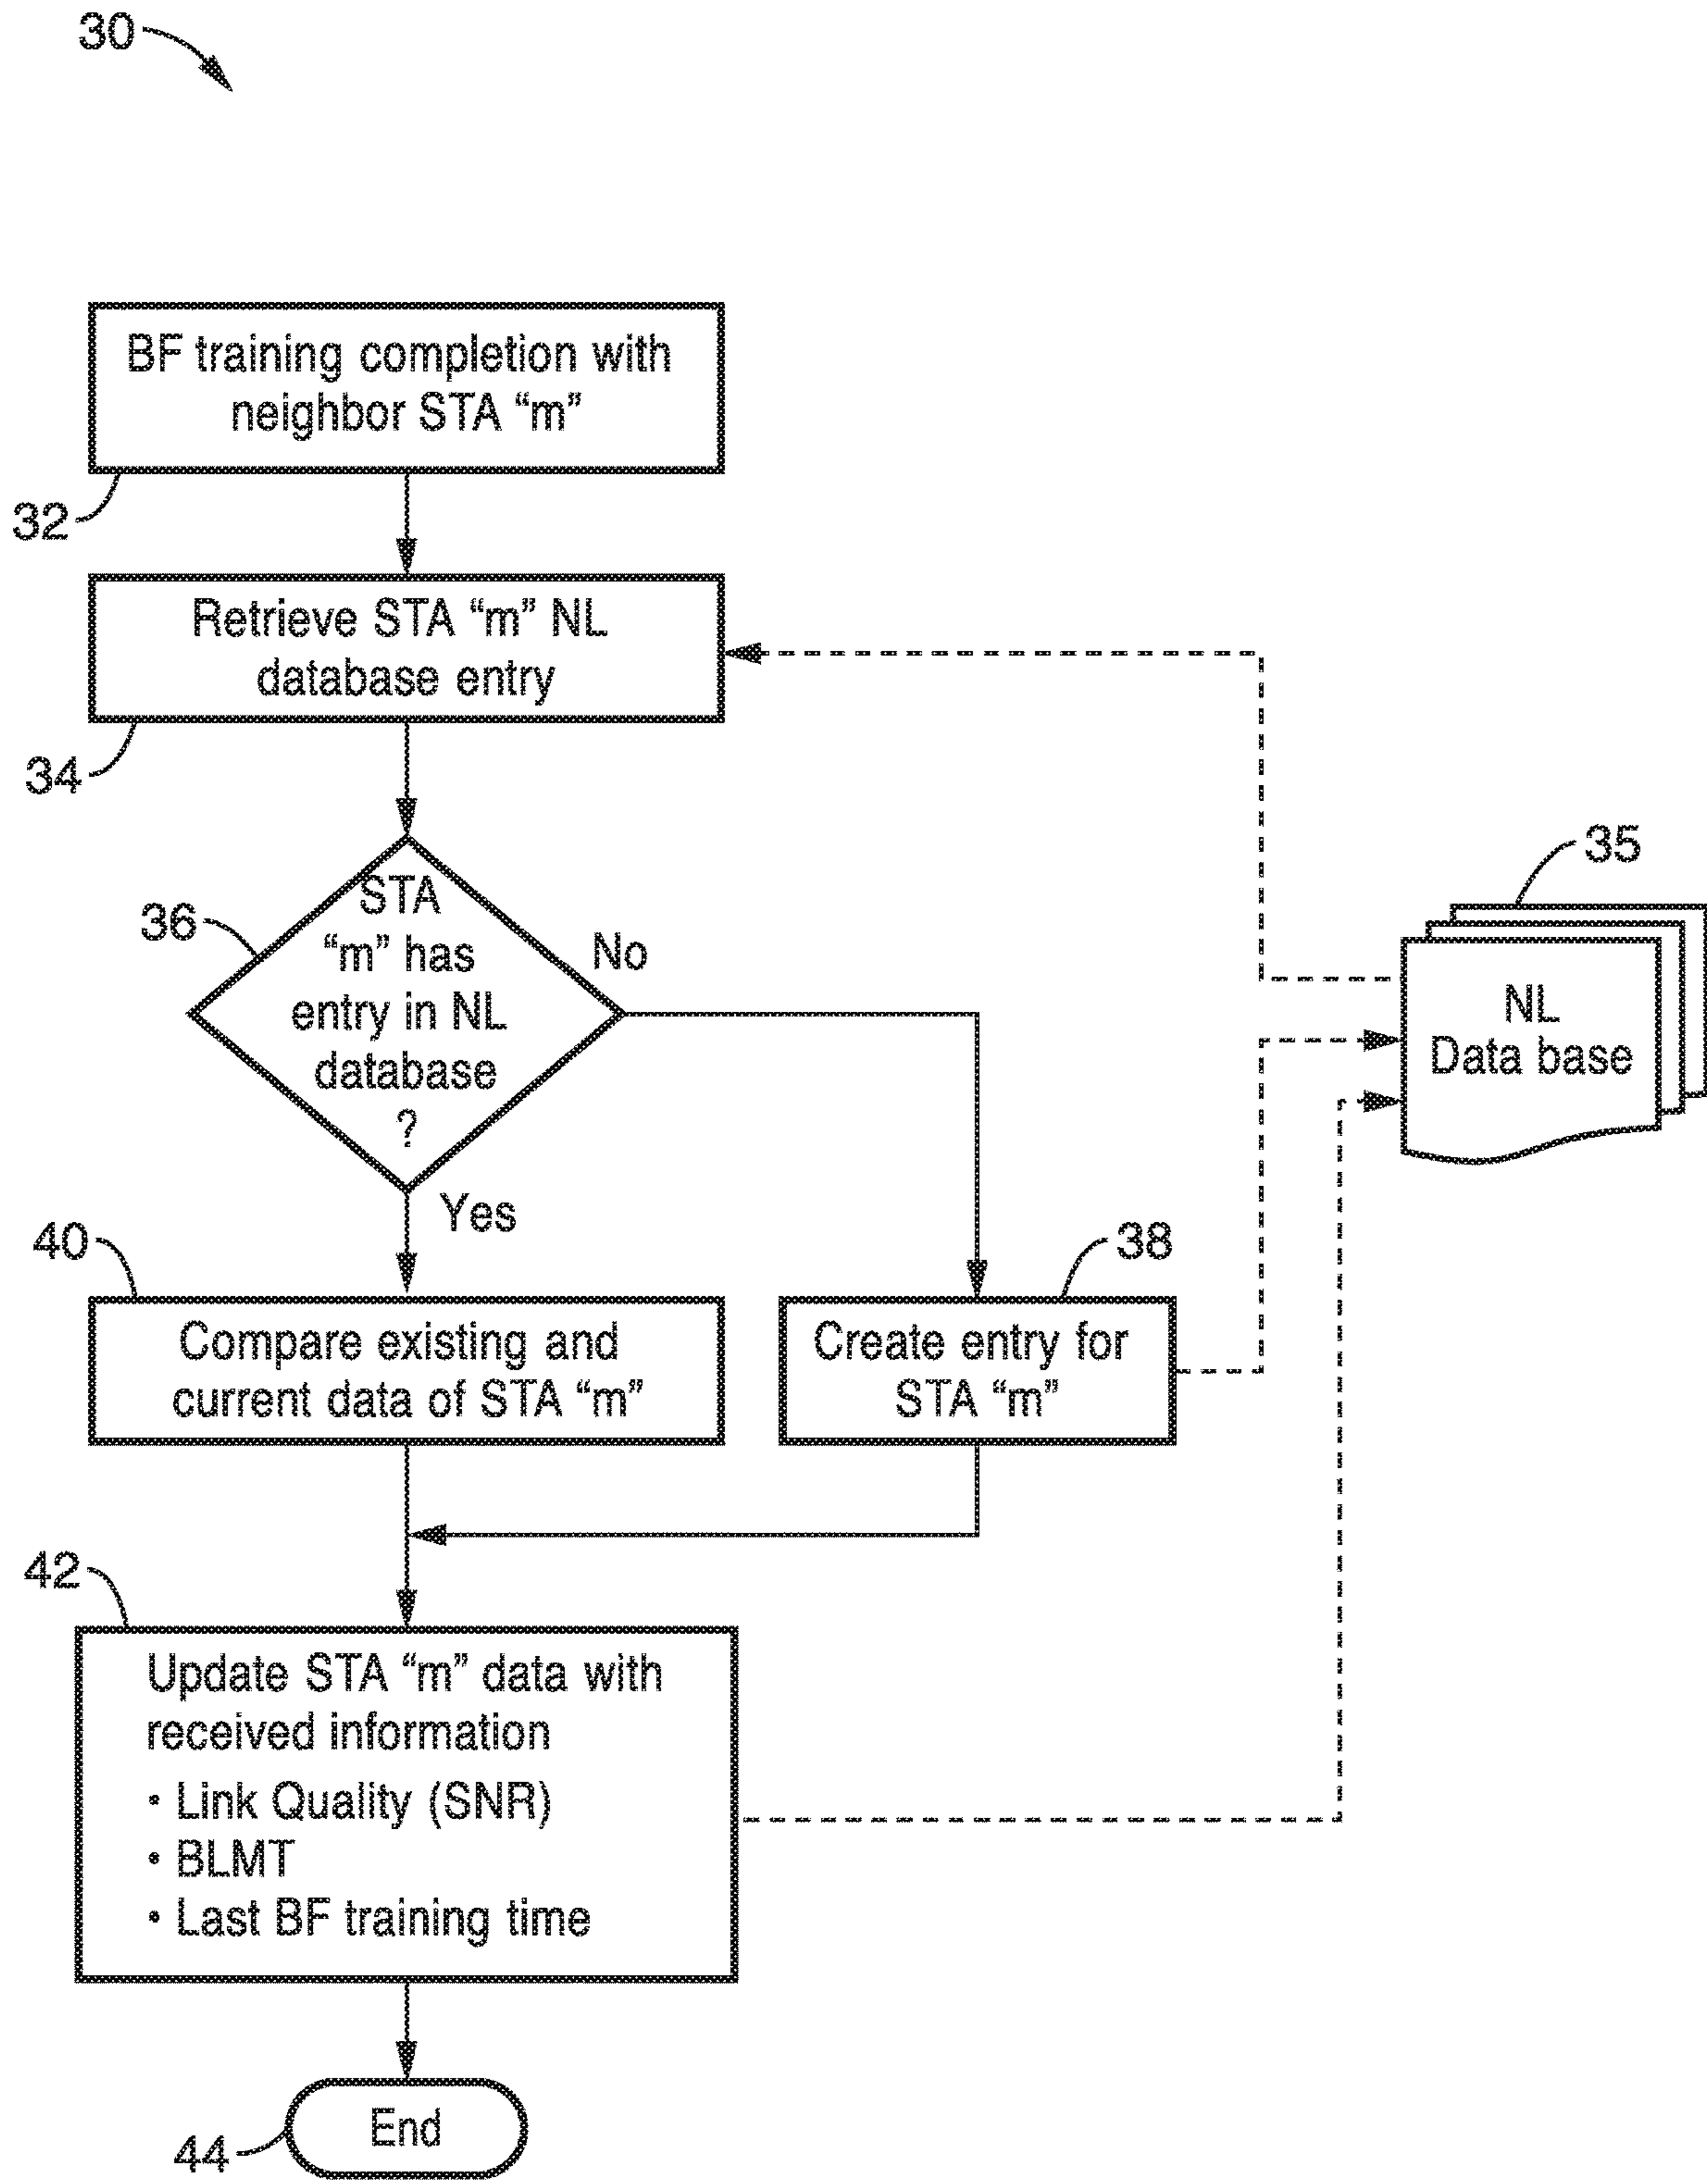 30
BF training completion with
neighbor STA “m”
32
Retrieve STA “m” NL
database entry
34
35
NL
Data base
36
STA
“m” has
entry in NL
database
?
No
Yes
40
Compare existing and
current data of STA “m”
38
Create entry for
STA “m”
42
Update STA “m” data with
received information
• Link Quality (SNR)
• BLMT
• Last BF training time
End
44